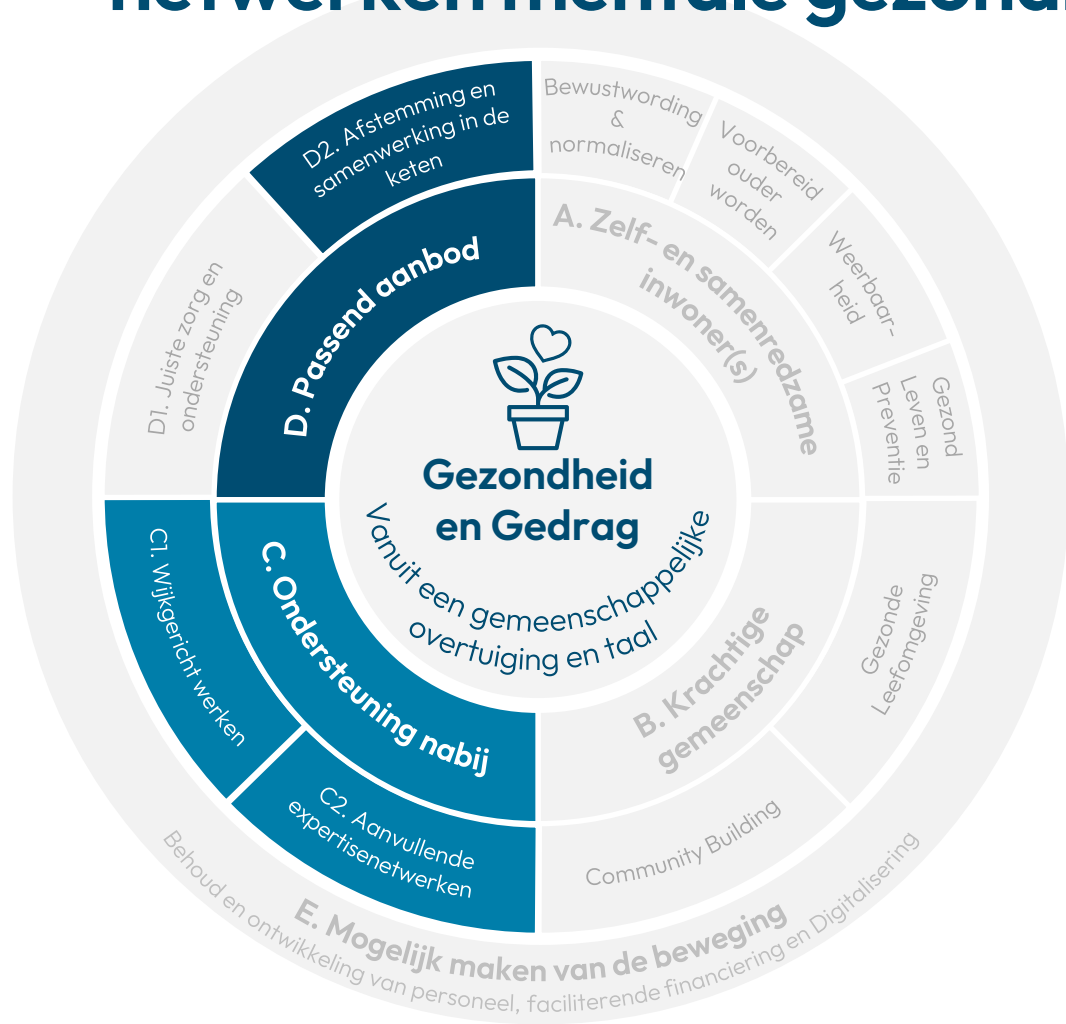 netwerken mentale
D2. Afstemming en
samenwerking in de
keten
Bewustwording
&
normaliseren
Voorbereid
ouder
worden
Weerbaar-
heid
Gezond
Leven en
Preventie
D1. Juiste zorg en
ondersteuning
D. Passend aanbod
A. Zelf- en samenredzame
inwoner(s)
Gezondheid
en Gedrag
Vanuit een gemeenschappelijke
overtuiging en taal
C1. Wijkgericht werken
C. Ondersteuning nabij
C2. Aanvullende
expertisenetwerken
B. Krachtige
gemeenschap
Gezonde
Leefomgeving
Community Building
E. Mogelijk maken van de beweging
Behoud en ontwikkeling van personeel, faciliterende financiering en Digitalisering